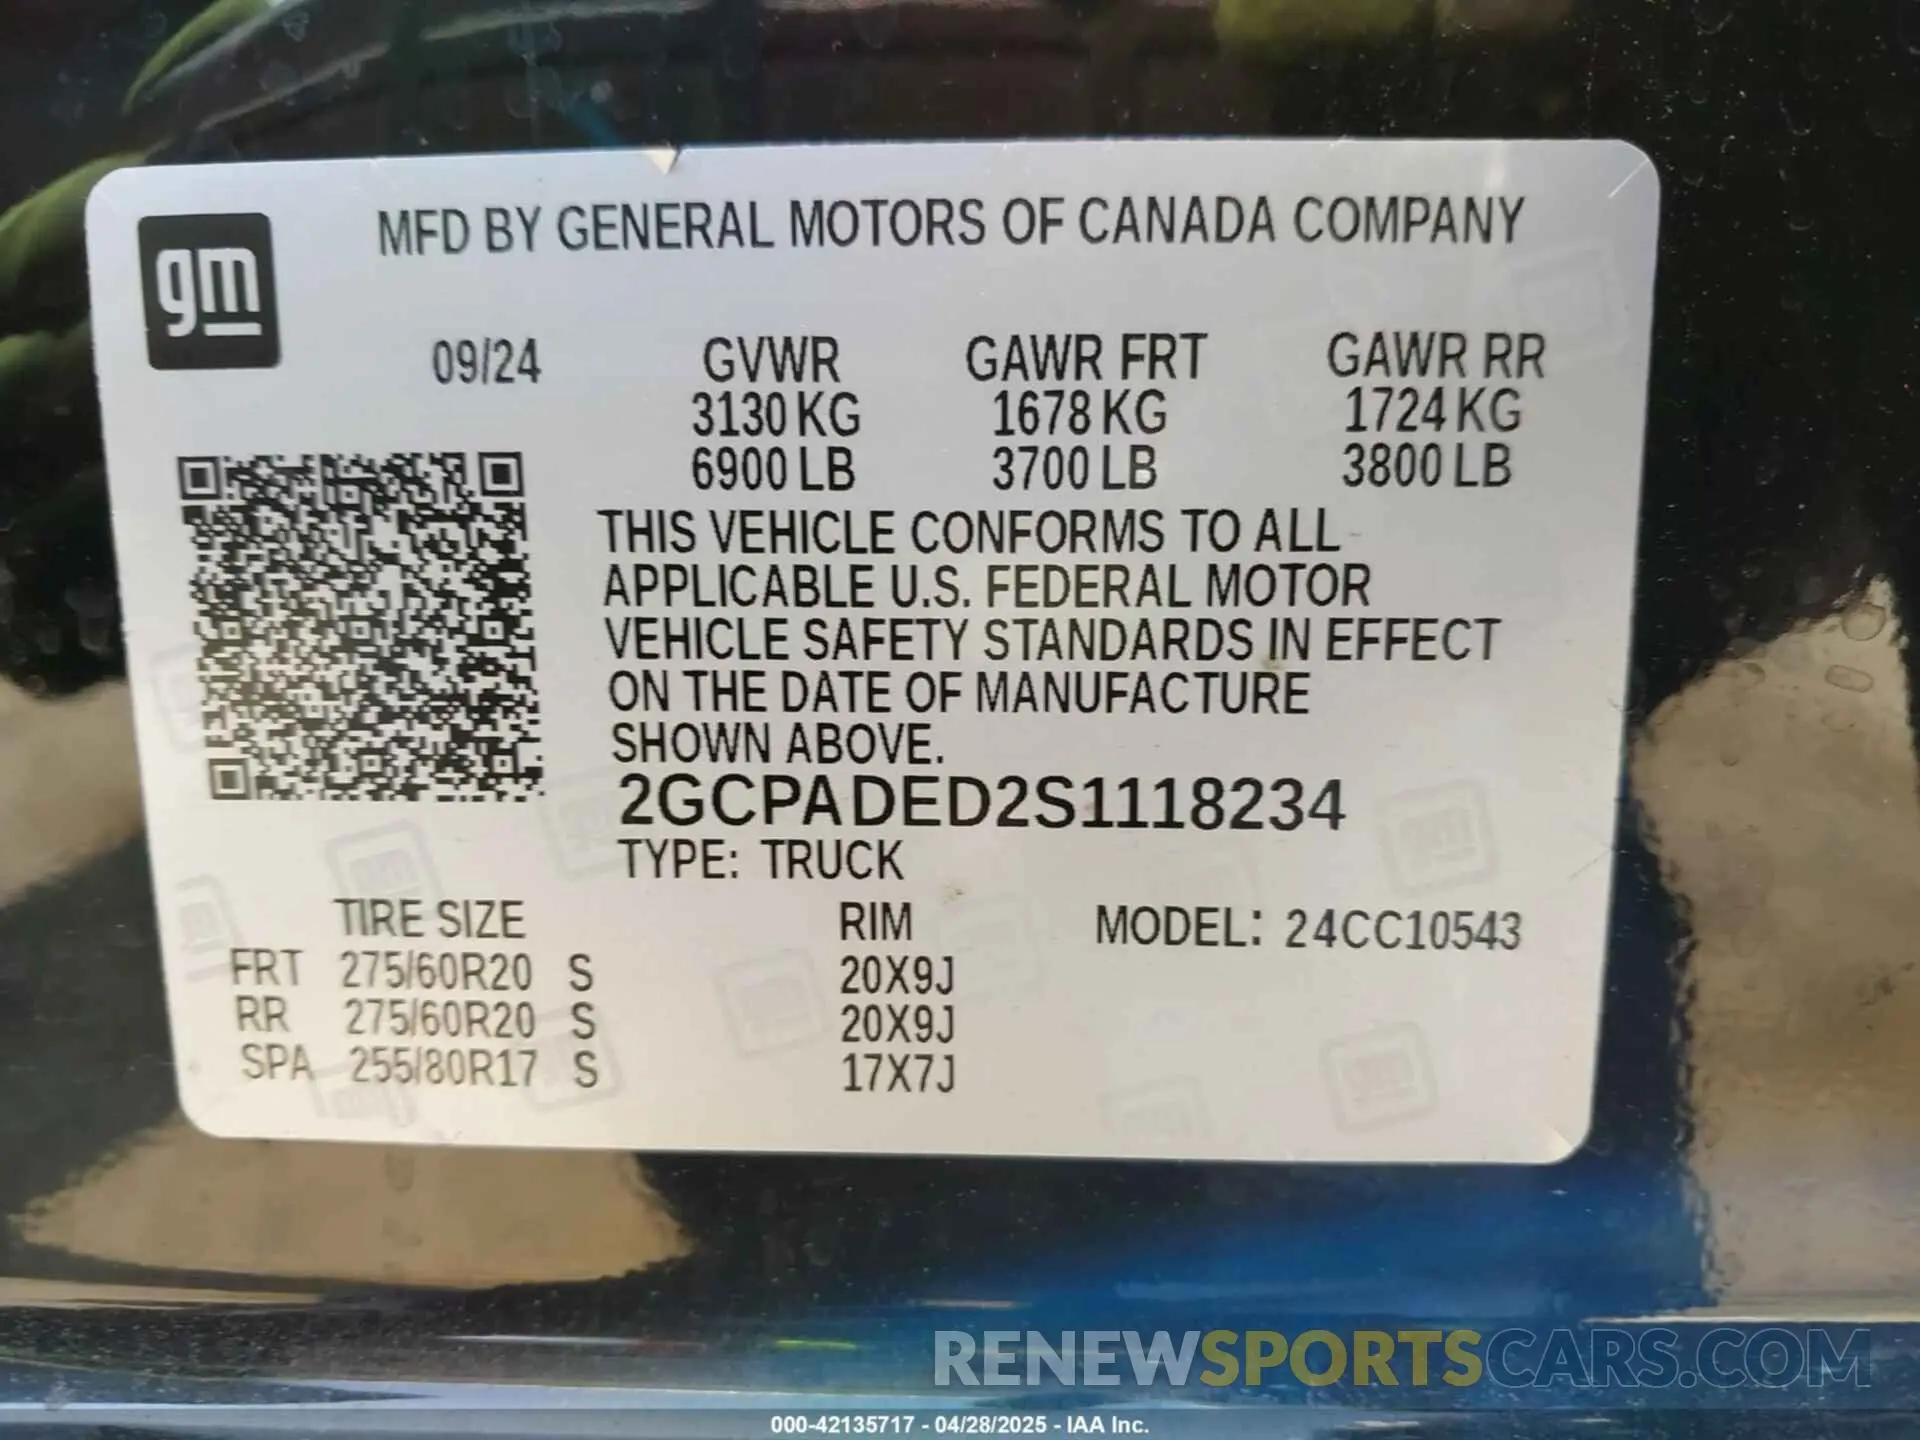 gm
MFD BY GENERAL MOTORS OF CANADA COMPANY
09/24 GVWR GAWR FRT GAWR RR
3130 KG 1678 KG 1724 KG
6900 LB 3700 LB 3800 LB
THIS VEHICLE CONFORMS TO ALL
APPLICABLE U.S. FEDERAL MOTOR
VEHICLE SAFETY STANDARDS IN EFFECT
ON THE DATE OF MANUFACTURE
SHOWN ABOVE.
2GCPADED2S1118234
TYPE: TRUCK
TIRE SIZE RIM MODEL: 24CC10543
FRT 275/60R20 S 20X9J
RR 275/60R20 S 20X9J
SPA 255/80R17 S 17X7J
RENEWSPORTSCARS.COM
000-42135717 - 04/28/2025 - IAA Inc.